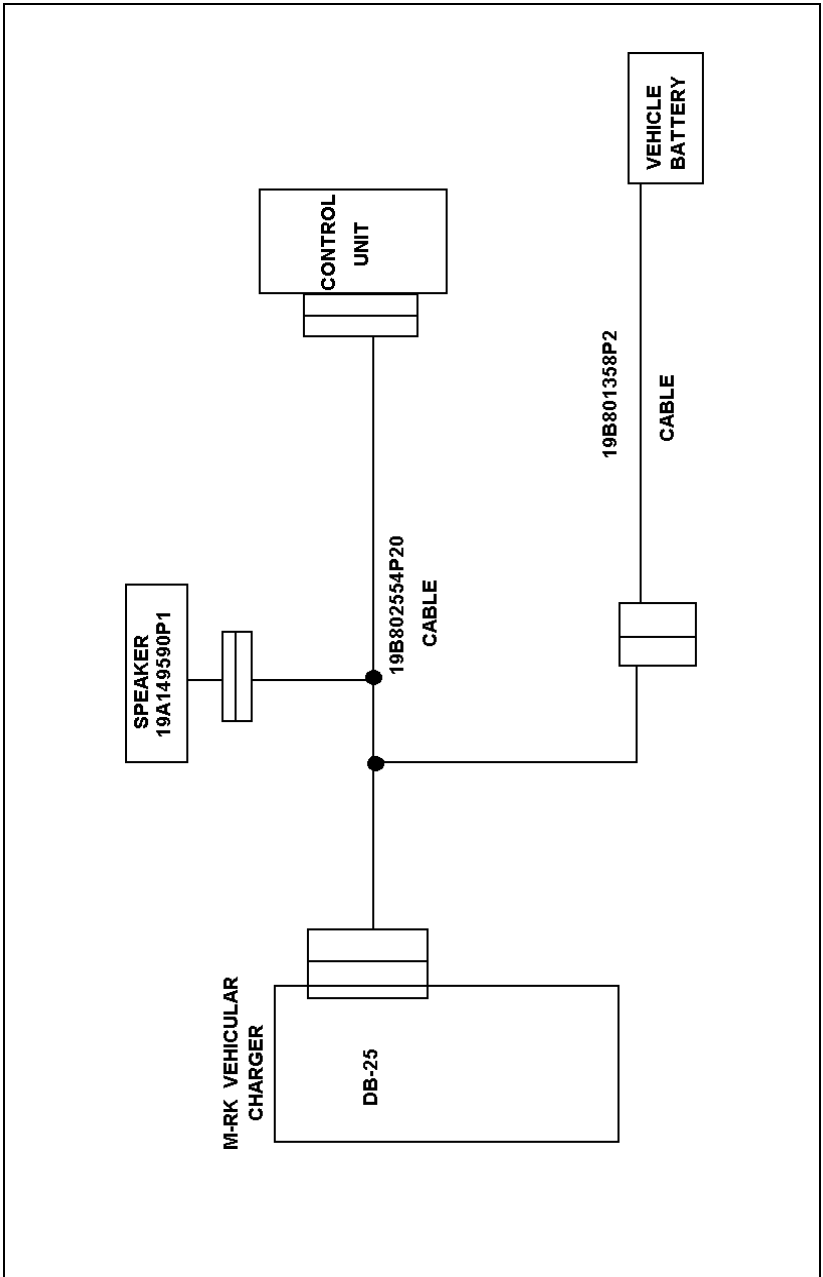 M-RK VEHICULAR
CHARGER
DB-25
SPEAKER
19A149590P1
19B802554P20
CABLE
CONTROL
UNIT
19B801358P2
CABLE
VEHICLE
BATTERY